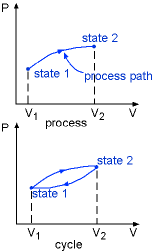 P
state 2
state 1
process path
V1 V2 V
process
P
state 2
state 1
V1 V2 V
cycle